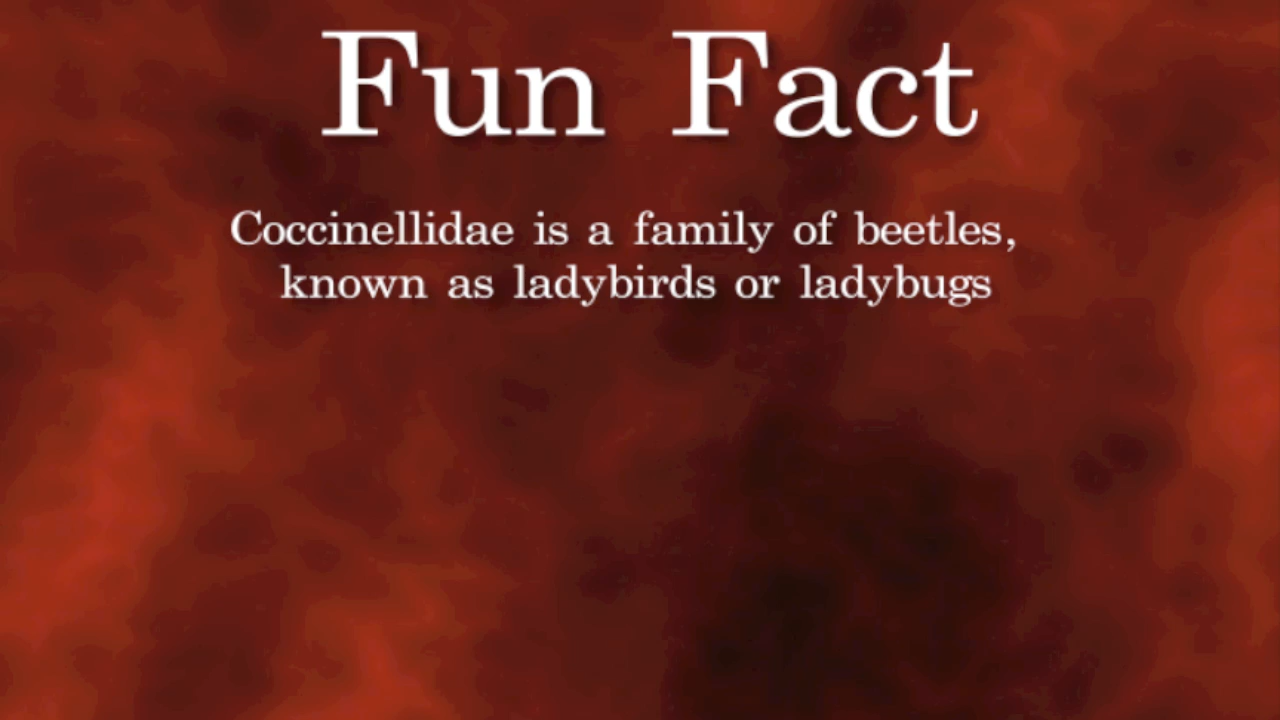 Fun Fact
Coccinellidae is a family of beetles,
known as ladybirds or ladybugs